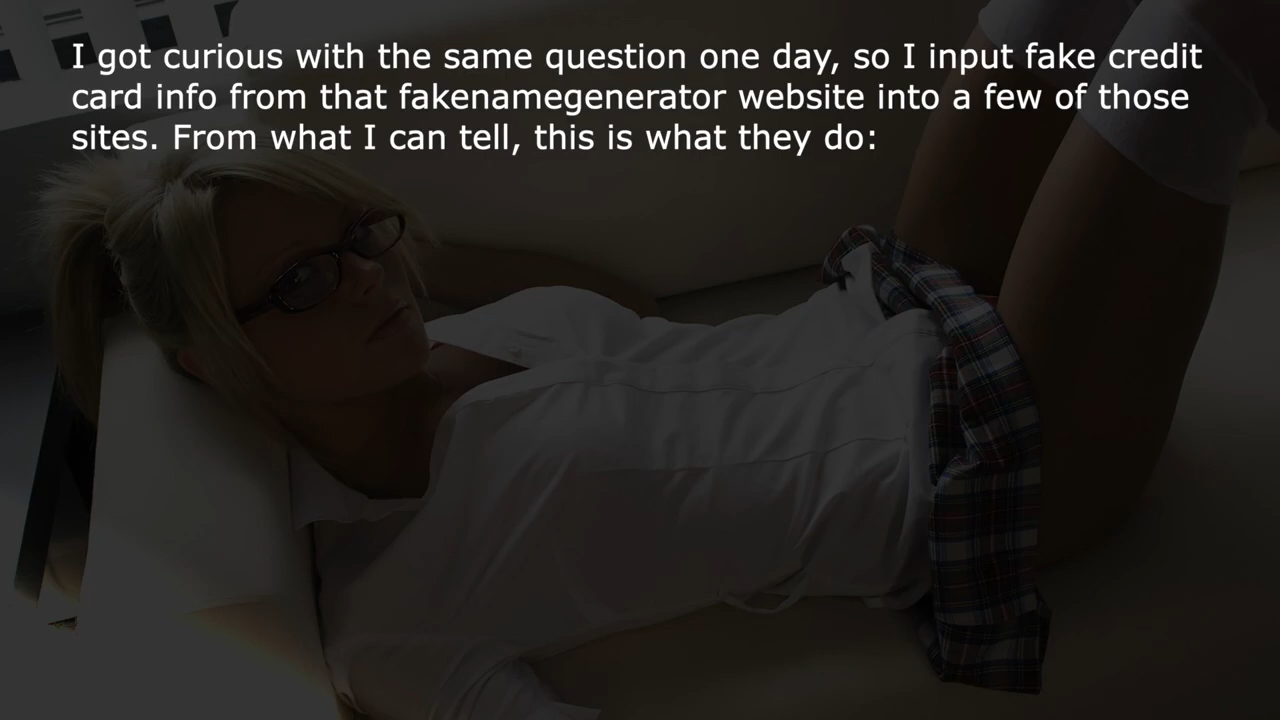 I got curious with the same question one day, so I input fake credit
card info from that fakenamegenerator website into a few of those
sites. From what I can tell, this is what they do: